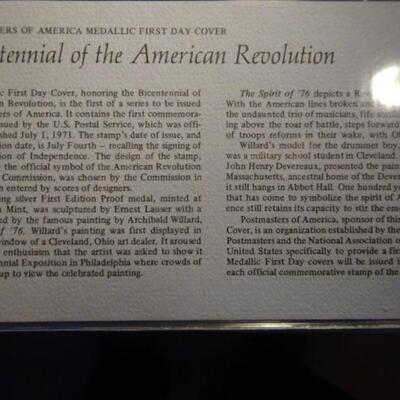 ERS OF AMERICA MEDALLIC FIRST DAY COVER
tennial of the American Revolution
ic First Day Cover, honoring the Bicentennial of
n Revolution, is the first of a series to be issued
ers of America. It contains the first commemora-
sued by the U.S. Postal Service, which was offi-
shed July 1, 1971. The stamp's date of issue, and
tion date, is July Fourth — recalling the signing of
tion of Independence. The design of the stamp,
the official symbol of the American Revolution
Commission, was chosen by the Commission in
n entered by scores of designers.
ing silver First Edition Proof medal, minted at
n Mint, was sculptured by Ernest Lauser with a
ed by the famous painting by Archibald Willard,
of '76. Willard's painting was first displayed in
window of a Cleveland, Ohio art dealer. It aroused
enthusiasm that the artist was asked to show it
nnial Exposition in Philadelphia where crowds of
up to view the celebrated painting.
The Spirit of '76 depicts a Rev
With the American lines broken and
the undaunted trio of musicians, fife shrilli
ing above the roar of battle, steps forward
of troops reforms in their wake, with Ol
Willard's model for the drummer boy,
was a military school student in Cleveland.
John Henry Devereaux, presented the pain
Massachusetts, ancestral home of the Dever
it still hangs in Abbot Hall. One hundred ye
that has come to symbolize the spirit of A
ence still retains its capacity to stir the em
Postmasters of America, sponsor of this
Cover, is an organization established by the
Postmasters and the National Association of
United States specifically to provide a firs
Medallic First Day covers will be issued i
each official commemorative stamp of the